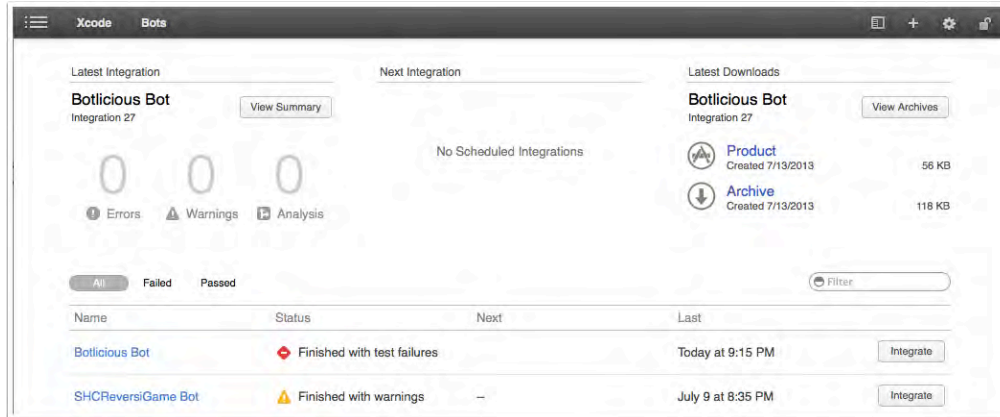 Xcode Bots
Latest Integration Next Integration Latest Downloads
Botlicious Bot View Summary Botlicious Bot View Archives
Integration 27 Integration 27
No Scheduled Integrations
Product
Created 7/13/2013 56 KB
0 0 0
Archive
Created 7/13/2013 118 KB
Errors Warnings Analysis
All Failed Passed Filter
Name Status Next Last
Botlicious Bot Finished with test failures Today at 9:15 PM Integrate
SHCReversiGame Bot Finished with warnings -- July 9 at 8:35 PM Integrate